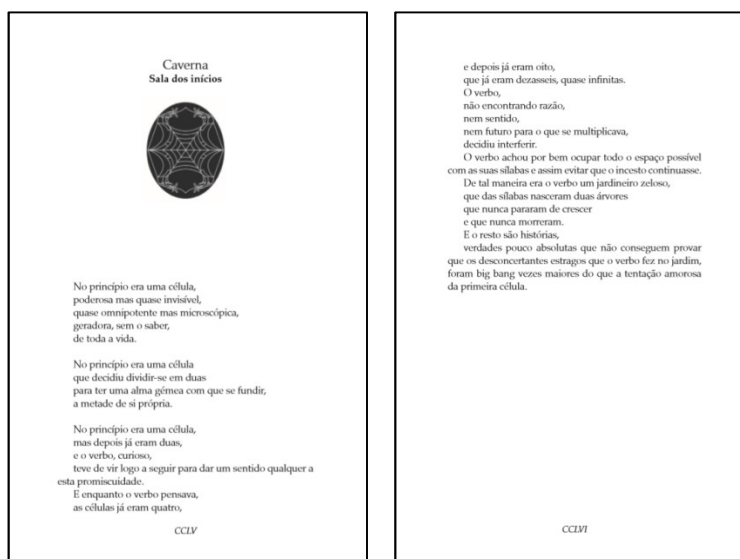 Caverna
Sala dos inícios
No princípio era uma célula,
poderosa mas quase invisível,
quase omnipotente mas microscópica,
geradora, sem o saber,
de toda a vida.
No princípio era uma célula
que decidiu dividir-se em duas
para ter uma alma gémea com que se fundir,
a metade de si própria.
No princípio era uma célula,
mas depois já eram duas,
e o verbo, curioso,
teve de vir logo a seguir para dar um sentido qualquer a
esta promiscuidade.
E enquanto o verbo pensava,
as células já eram quatro,
CCLV
e depois já eram oito,
que já eram dezasseis, quase infinitas.
O verbo,
não encontrando razão,
nem sentido,
nem futuro para o que se multiplicava,
decidiu interferir.
O verbo achou por bem ocupar todo o espaço possível
com as suas sílabas e assim evitar que o incesto continuasse.
De tal maneira era o verbo um jardineiro zeloso,
que das sílabas nasceram duas árvores
que nunca pararam de crescer
e que nunca morreram.
E o resto são histórias,
verdades pouco absolutas que não conseguem provar
que os desconcertantes estragos que o verbo fez no jardim,
foram big bang vezes maiores do que a tentação amorosa
da primeira célula.
CCLVI